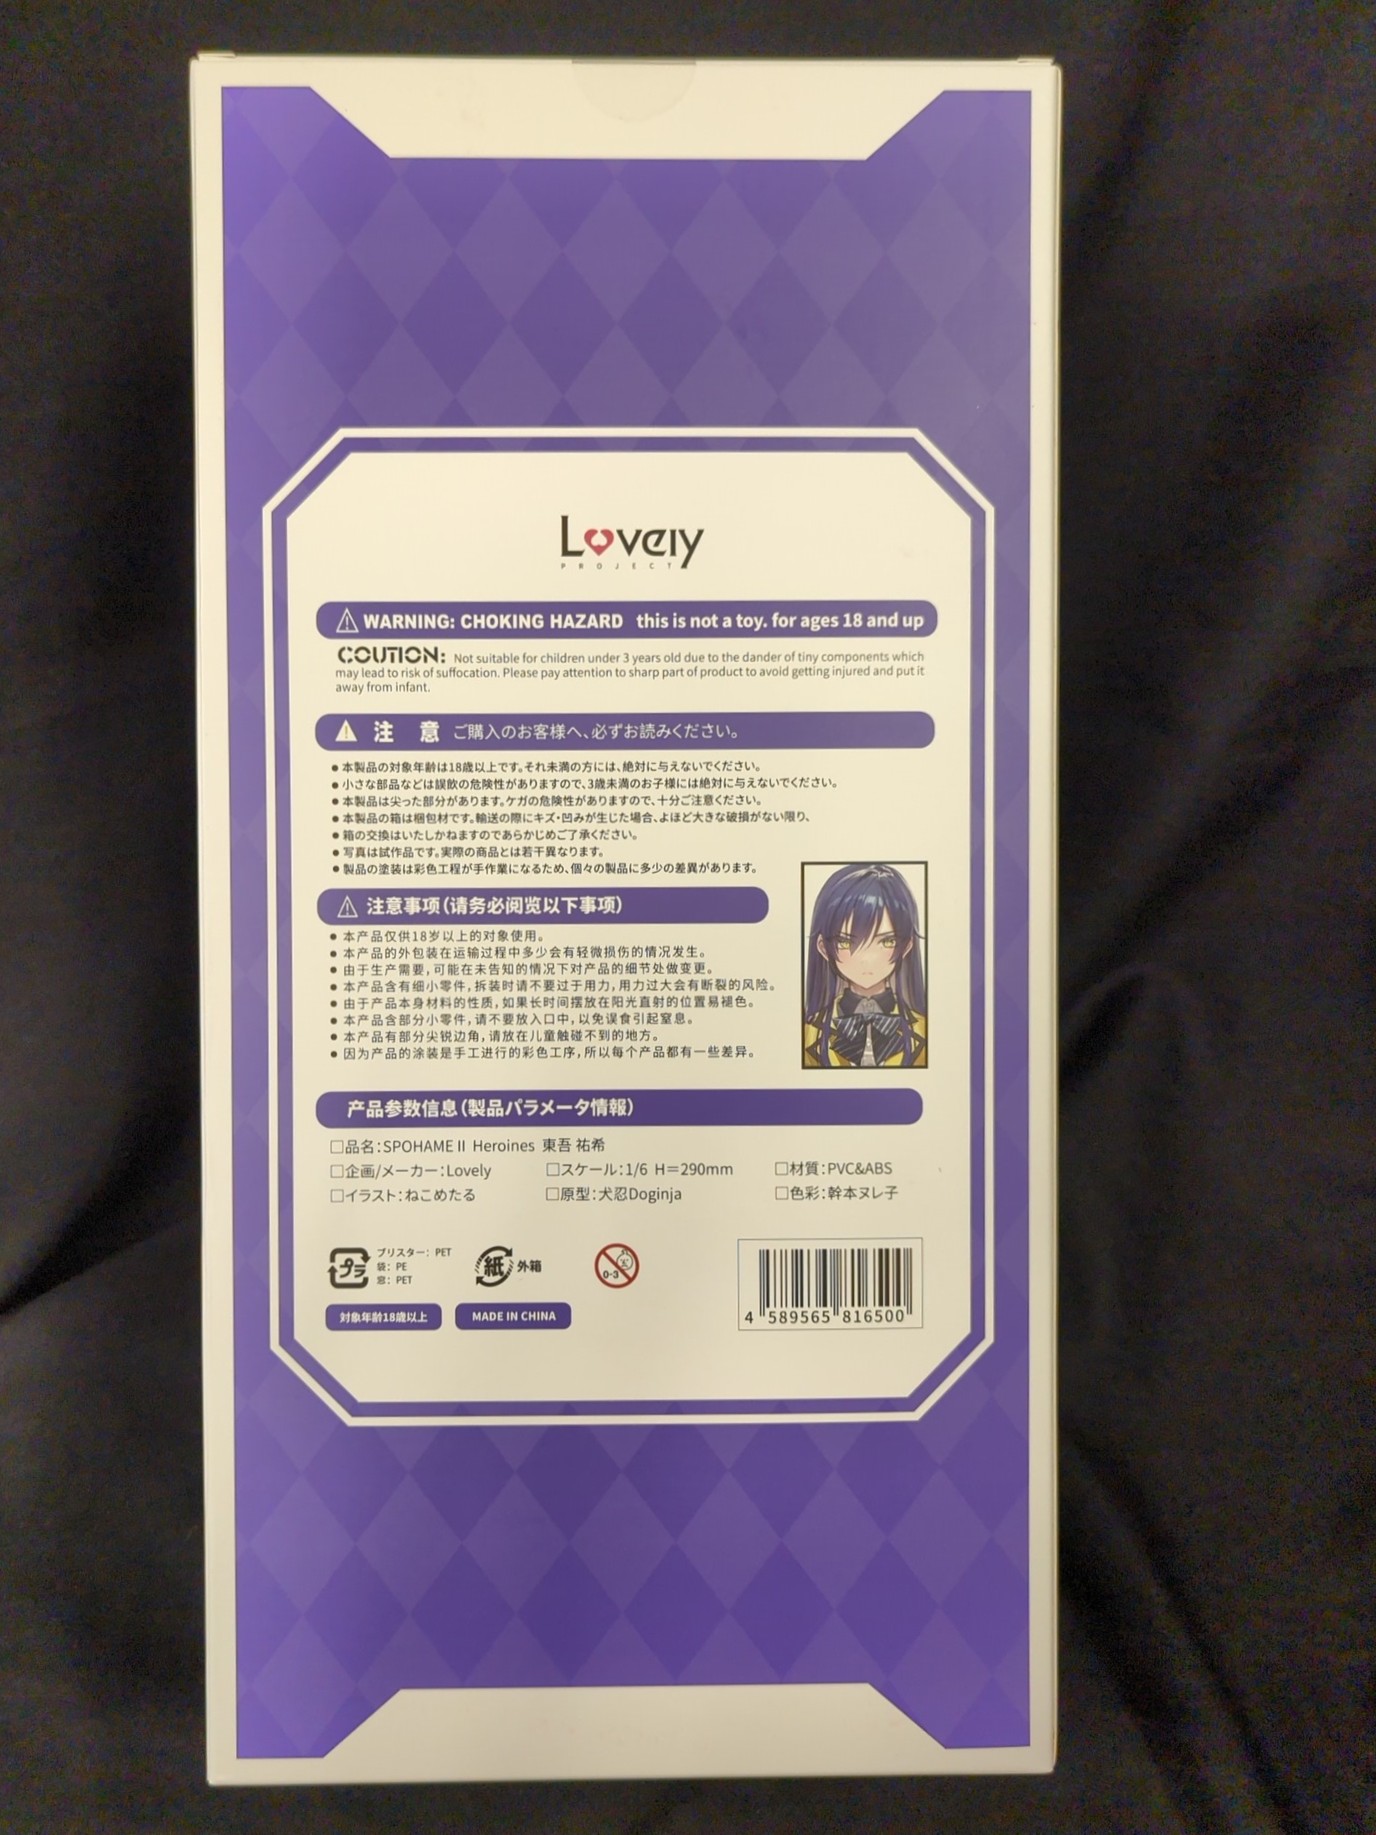 Lovely
PROJECT
WARNING: CHOKING HAZARD this is not a toy. for ages 18 and up
COUTION: Not suitable for children under 3 years old due to the dander of tiny components which
may lead to risk of suffocation. Please pay attention to sharp part of product to avoid getting injured and put it
away from infant.
注 意 ご購入のお客様へ、必ずお読みください。
● 本製品の対象年齢は18歳以上です。それ未満の方には、絶対に与えないでください。
● 小さな部品などは誤飲の危険性がありますので、3歳未満のお子様には絶対に与えないでください。
● 本製品は尖った部分があります。ケガの危険性がありますので、十分ご注意ください。
● 本製品の箱は梱包材です。輸送の際にキズ・凹みが生じた場合、よほど大きな破損がない限り、
● 箱の交換はいたしかねますのであらかじめご了承ください。
● 写真は試作品です。実際の商品とは若干異なります。
● 製品の塗装は彩色工程が手作業になるため、個々の製品に多少の差異があります。
注意事项(请务必阅览以下事项)
● 本产品仅供18岁以上的对象使用。
● 本产品的外包装在运输过程中多少会有轻微损伤的情况发生。
● 由于生产需要,可能在未告知的情况下对产品的细节处做变更。
● 本产品含有细小零件,拆装时请不要过于用力,用力过大会有断裂的风险。
● 由于产品本身材料的性质,如果长时间摆放在阳光直射的位置易褪色。
● 本产品含部分小零件,请不要放入口中,以免误食引起窒息。
● 本产品有部分尖锐边角,请放在儿童触碰不到的地方。
● 因为产品的涂装是手工进行的彩色工序,所以每个产品都有一些差异。
产品参数信息(製品パラメータ情報)
□品名:SPOHAME II Heroines 東吾 祐希
□企画/メーカー:Lovely □スケール:1/6 H=290mm □材質:PVC&ABS
□イラスト:ねこめたる □原型:犬忍Doginja □色彩:幹本ヌレ子
プラ
ブリスター: PET
袋: PE
窓: PET
紙 外箱
0-3
対象年齢18歳以上 MADE IN CHINA
4 589565 816500